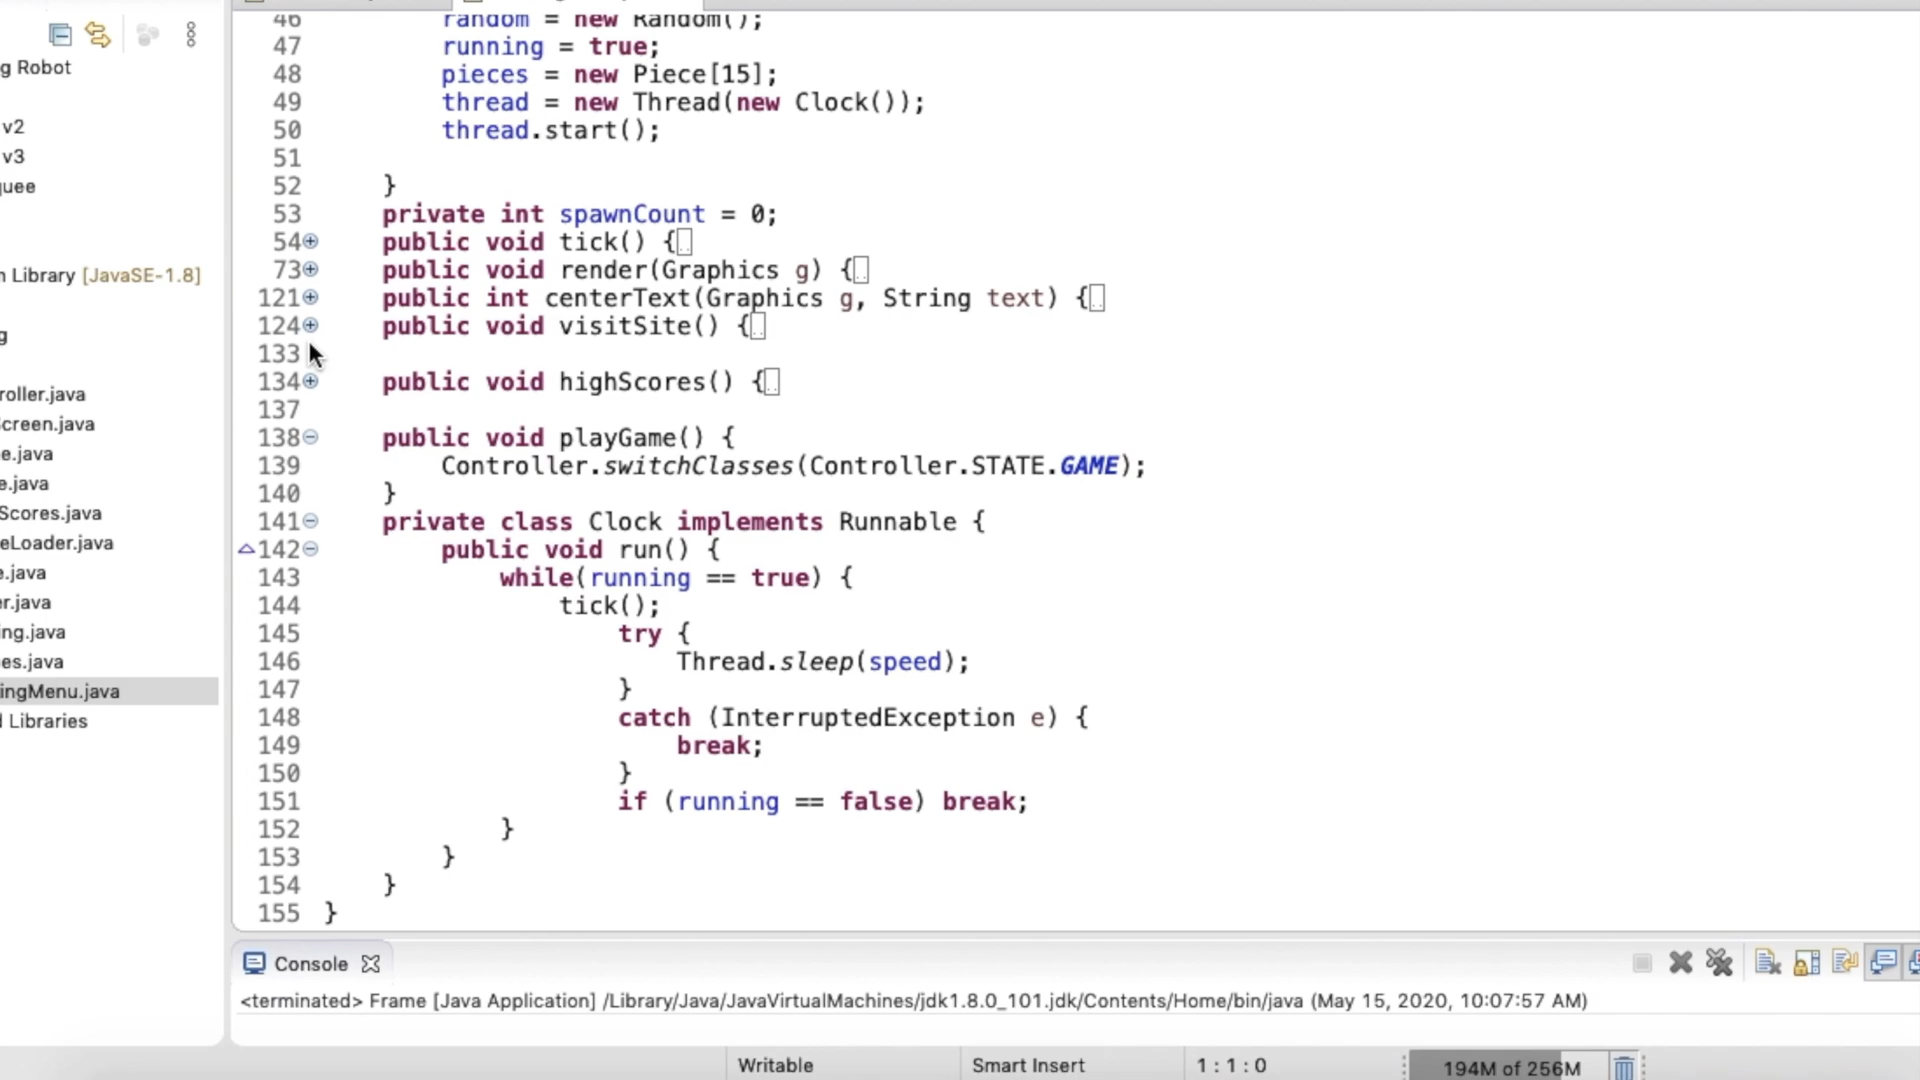 g Robot
v2
v3
quee
n Library [JavaSE-1.8]
g
roller.java
Screen.java
e.java
e.java
Scores.java
eLoader.java
e.java
er.java
ing.java
es.java
ingMenu.java
d Libraries
46 random = new Random();
47 running = true;
48 pieces = new Piece[15];
49 thread = new Thread(new Clock());
50 thread.start();
51
52 }
53 private int spawnCount = 0;
54 public void tick() {
73 public void render(Graphics g) {
121 public int centerText(Graphics g, String text) {
124 public void visitSite() {
133
134 public void highScores() {
137
138 public void playGame() {
139 Controller.switchClasses(Controller.STATE.GAME);
140 }
141 private class Clock implements Runnable {
142 public void run() {
143 while(running == true) {
144 tick();
145 try {
146 Thread.sleep(speed);
147 }
148 catch (InterruptedException e) {
149 break;
150 }
151 if (running == false) break;
152 }
153 }
154 }
155 }
Console
<terminated> Frame [Java Application] /Library/Java/JavaVirtualMachines/jdk1.8.0_101.jdk/Contents/Home/bin/java (May 15, 2020, 10:07:57 AM)
Writable Smart Insert 1 : 1 : 0 194M of 256M